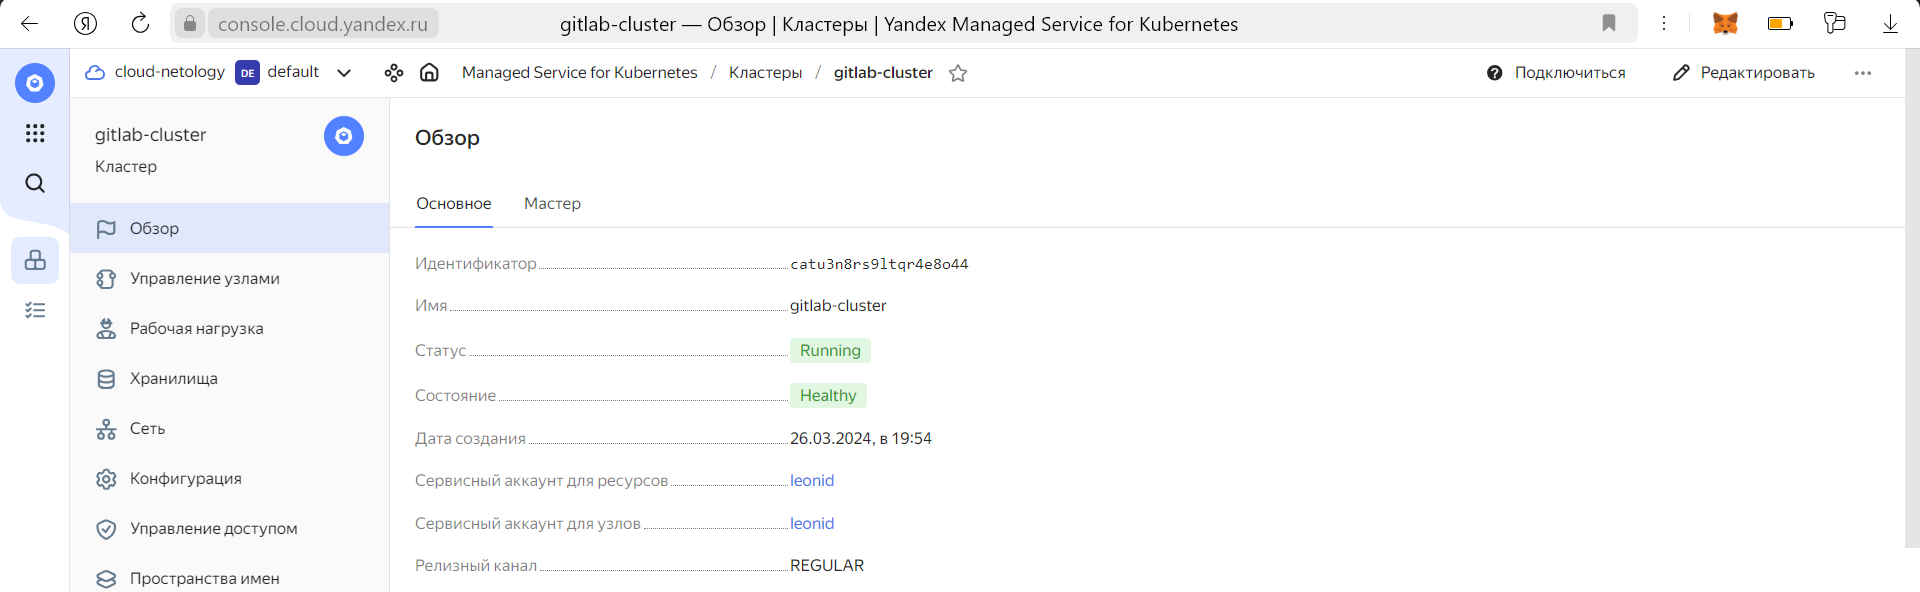 Я console.cloud.yandex.ru gitlab-cluster — Обзор | Кластеры | Yandex Managed Service for Kubernetes
cloud-netology DE default Managed Service for Kubernetes / Кластеры / gitlab-cluster Подключиться Редактировать
gitlab-cluster
Кластер
Обзор
Управление узлами
Рабочая нагрузка
Хранилища
Сеть
Конфигурация
Управление доступом
Пространства имен
Обзор
Основное Мастер
Идентификатор catu3n8rs9ltqr4e8o44
Имя gitlab-cluster
Статус Running
Состояние Healthy
Дата создания 26.03.2024, в 19:54
Сервисный аккаунт для ресурсов leonid
Сервисный аккаунт для узлов leonid
Релизный канал REGULAR